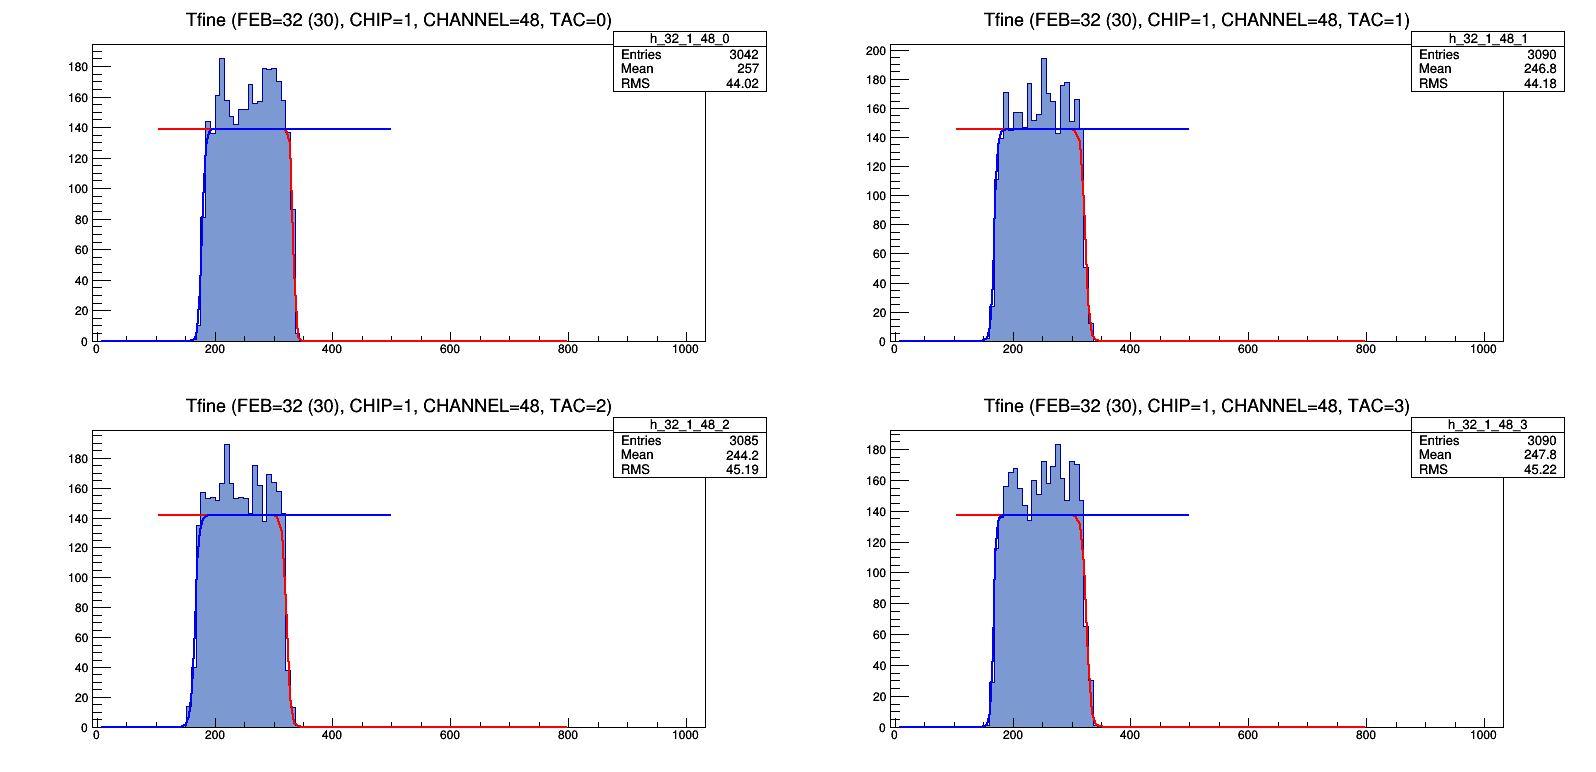 Tfine (FEB=32 (30), CHIP=1, CHANNEL=48, TAC=0)
h_32_1_48_0
Entries 3042
Mean 257
RMS 44.02
180
160
140
120
100
80
60
40
20
0
0 200 400 600 800 1000
Tfine (FEB=32 (30), CHIP=1, CHANNEL=48, TAC=1)
h_32_1_48_1
Entries 3090
Mean 246.8
RMS 44.18
200
180
160
140
120
100
80
60
40
20
0
0 200 400 600 800 1000
Tfine (FEB=32 (30), CHIP=1, CHANNEL=48, TAC=2)
h_32_1_48_2
Entries 3085
Mean 244.2
RMS 45.19
180
160
140
120
100
80
60
40
20
0
0 200 400 600 800 1000
Tfine (FEB=32 (30), CHIP=1, CHANNEL=48, TAC=3)
h_32_1_48_3
Entries 3090
Mean 247.8
RMS 45.22
180
160
140
120
100
80
60
40
20
0
0 200 400 600 800 1000